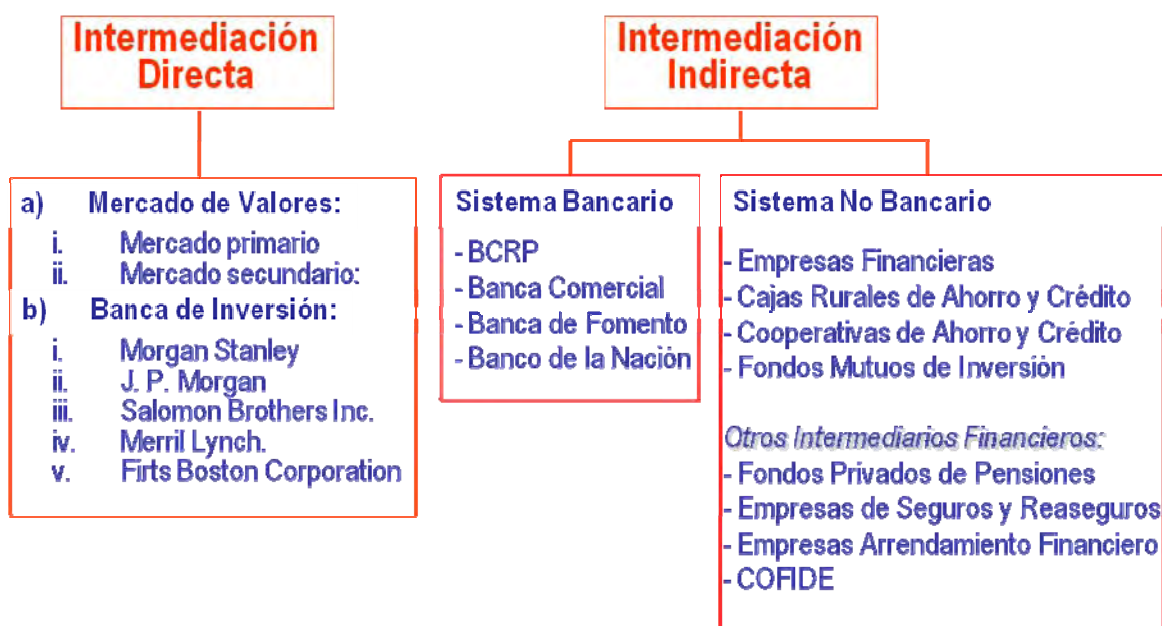 Intermediación
Directa
Intermediación
Indirecta
a) Mercado de Valores:
i. Mercado primario
ii. Mercado secundario:
b) Banca de Inversión:
i. Morgan Stanley
ii. J. P. Morgan
iii. Salomon Brothers Inc.
iv. Merril Lynch.
v. Firts Boston Corporation
Sistema Bancario
- BCRP
- Banca Comercial
- Banca de Fomento
- Banco de la Nación
Sistema No Bancario
- Empresas Financieras
- Cajas Rurales de Ahorro y Crédito
- Cooperativas de Ahorro y Crédito
- Fondos Mutuos de Inversión
Otros Intermediarios Financieros:
- Fondos Privados de Pensiones
- Empresas de Seguros y Reaseguros
- Empresas Arrendamiento Financiero
- COFIDE